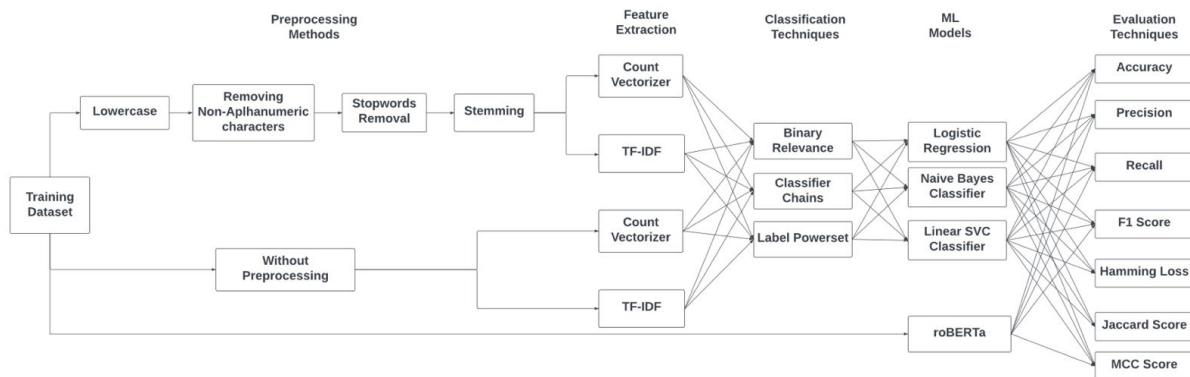 Preprocessing
Methods
Feature
Extraction
Classification
Techniques
ML
Models
Evaluation
Techniques
Training
Dataset
Lowercase
Removing
Non-Aplhanumeric
characters
Stopwords
Removal
Stemming
Without
Preprocessing
Count
Vectorizer
TF-IDF
Count
Vectorizer
TF-IDF
Binary
Relevance
Classifier
Chains
Label Powerset
Logistic
Regression
Naive Bayes
Classifier
Linear SVC
Classifier
roBERTa
Accuracy
Precision
Recall
F1 Score
Hamming Loss
Jaccard Score
MCC Score